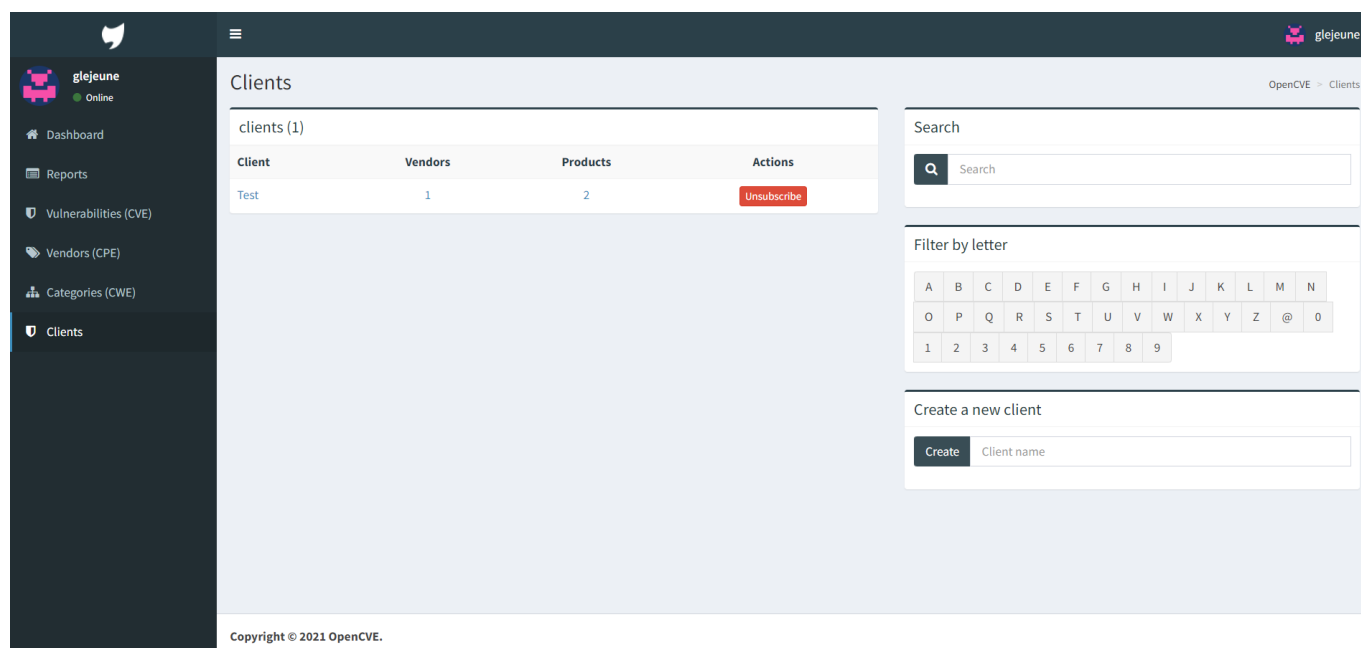 glejeune
glejeune
Online
Dashboard
Reports
Vulnerabilities (CVE)
Vendors (CPE)
Categories (CWE)
Clients
Clients
OpenCVE > Clients
clients (1)
Client Vendors Products Actions
Test 1 2 Unsubscribe
Search
Search
Filter by letter
A B C D E F G H I J K L M N
O P Q R S T U V W X Y Z @ 0
1 2 3 4 5 6 7 8 9
Create a new client
Create Client name
Copyright © 2021 OpenCVE.